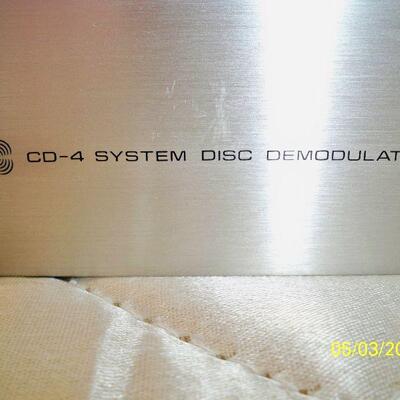 CD-4 SYSTEM DISC DEMODULAT
05/03/20